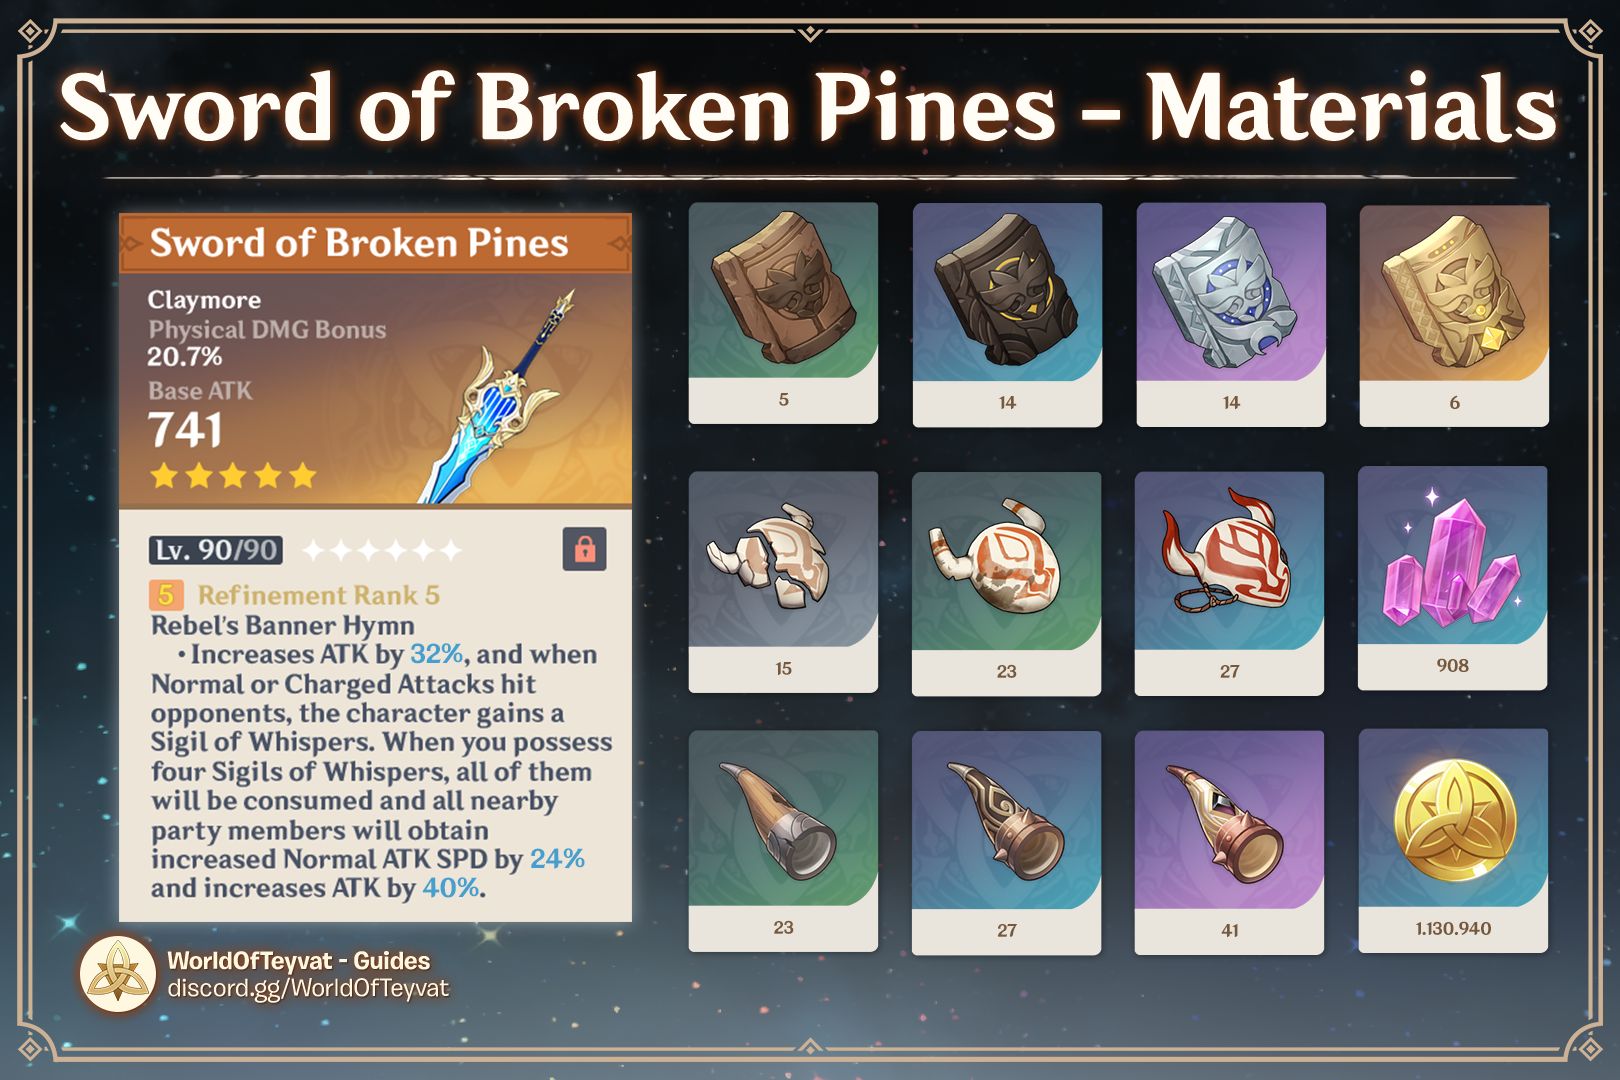 Sword of Broken Pines – Materials
Sword of Broken Pines
Claymore
Physical DMG Bonus
20.7%
Base ATK
741
Lv. 90/90
5 Refinement Rank 5
Rebel's Banner Hymn
• Increases ATK by 32%, and when
Normal or Charged Attacks hit
opponents, the character gains a
Sigil of Whispers. When you possess
four Sigils of Whispers, all of them
will be consumed and all nearby
party members will obtain
increased Normal ATK SPD by 24%
and increases ATK by 40%.
5
14
14
6
15
23
27
908
23
27
41
1.130.940
WorldOfTeyvat - Guides
discord.gg/WorldOfTeyvat